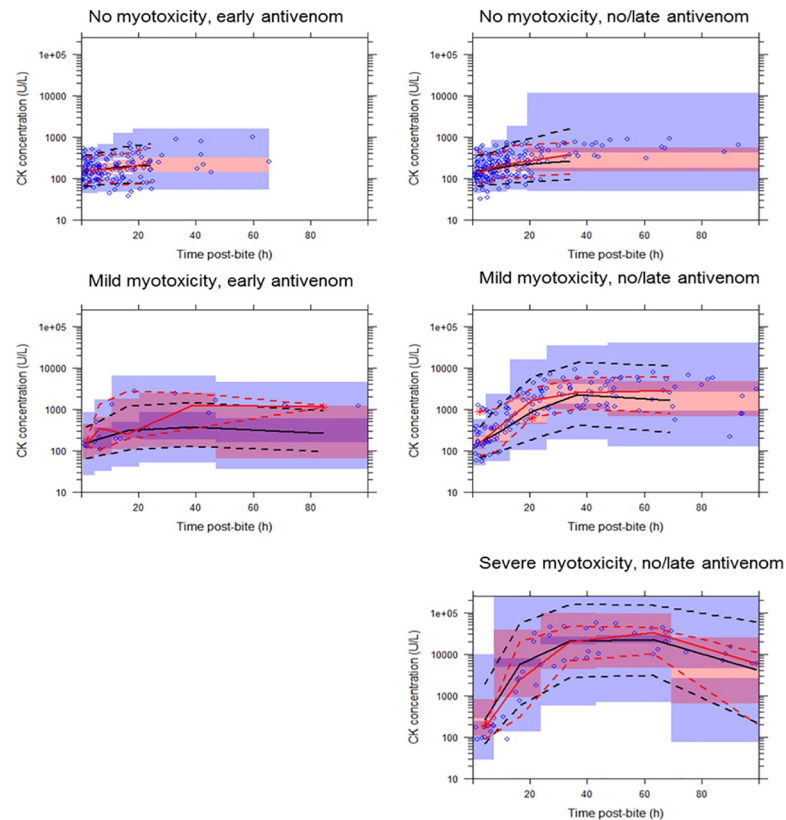 No myotoxicity, early antivenom
No myotoxicity, no/late antivenom
CK concentration (U/L)
1e+05
10000
1000
100
10
0
20
40
60
80
Time post-bite (h)
CK concentration (U/L)
1e+05
10000
1000
100
10
0
20
40
60
80
Time post-bite (h)
Mild myotoxicity, early antivenom
Mild myotoxicity, no/late antivenom
CK concentration (U/L)
1e+05
10000
1000
100
10
0
20
40
60
80
Time post-bite (h)
CK concentration (U/L)
1e+05
10000
1000
100
10
0
20
40
60
80
Time post-bite (h)
Severe myotoxicity, no/late antivenom
CK concentration (U/L)
1e+05
10000
1000
100
10
0
20
40
60
80
Time post-bite (h)